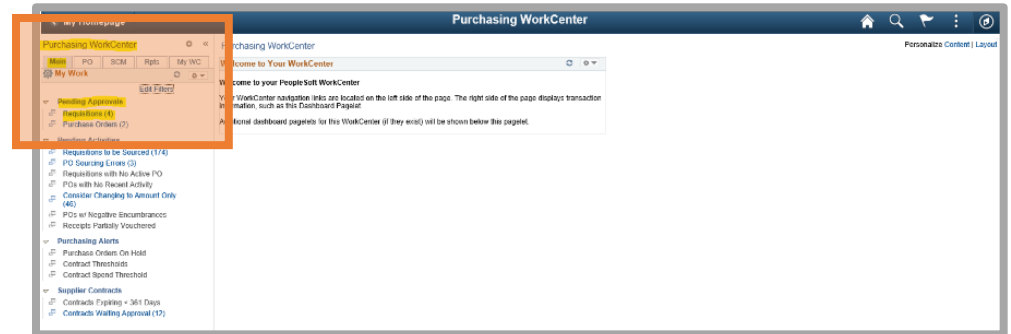 My Homepage
Purchasing WorkCenter
Purchasing WorkCenter
Main PO SCM Rpts My WC
My Work
Edit Filters
Pending Approvals
Requisitions (4)
Purchase Orders (2)
Pending Activities
Requisitions to be Sourced (174)
PO Sourcing Errors (3)
Requisitions with No Active PO
POs with No Recent Activity
Consider Changing to Amount Only
(46)
POs w/ Negative Encumbrances
Receipts Partially Vouchered
Purchasing Alerts
Purchase Orders On Hold
Contract Thresholds
Contract Spend Threshold
Supplier Contracts
Contracts Expiring < 361 Days
Contracts Waiting Approval (12)
Purchasing WorkCenter
Personalize Content | Layout
Welcome to Your WorkCenter
Welcome to your PeopleSoft WorkCenter
Your WorkCenter navigation links are located on the left side of the page. The right side of the page displays transaction
information, such as this Dashboard Pagelet
Additional dashboard pagelets for this WorkCenter (if they exist) will be shown below this pagelet.